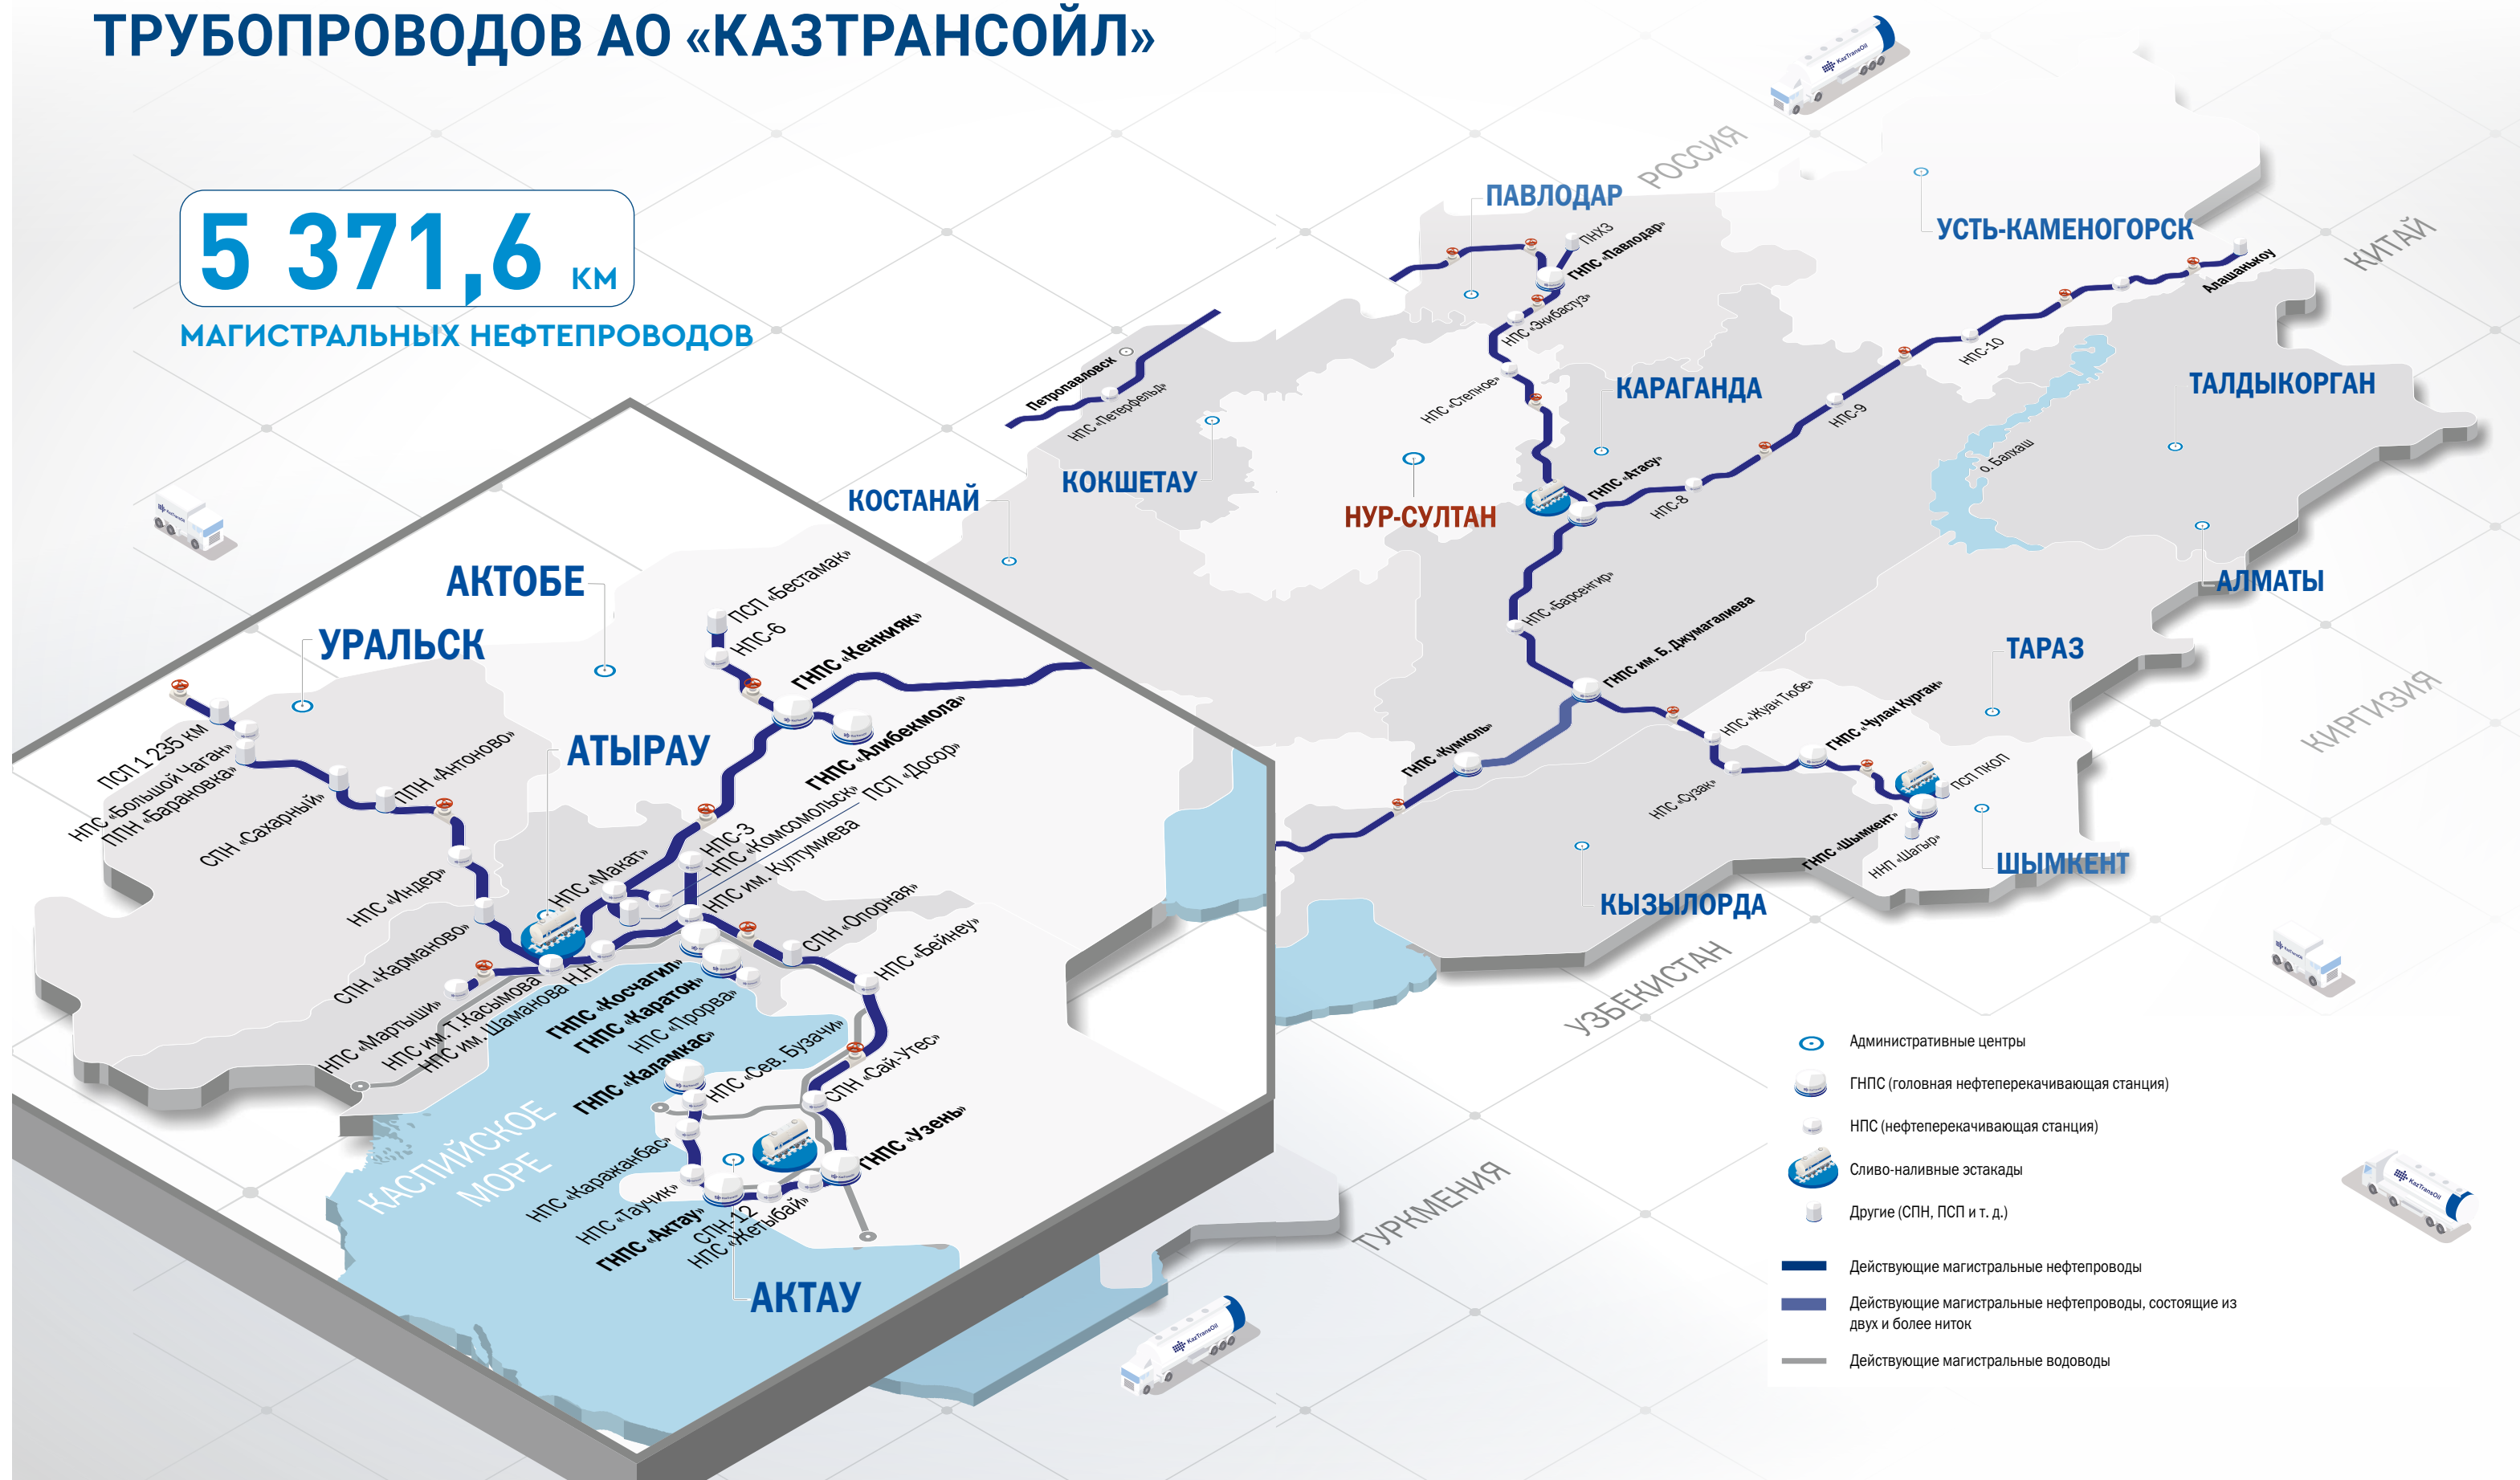 ТРУБОПРОВОДОВ АО «КАЗТРАНСОЙЛ»
5 371,6 КМ
МАГИСТРАЛЬНЫХ НЕФТЕПРОВОДОВ
KazTransOil
РОССИЯ
КИТАЙ
КИРГИЗИЯ
УЗБЕКИСТАН
ТУРКМЕНИЯ
ПАВЛОДАР
УСТЬ-КАМЕНОГОРСК
ПНХЗ
ГНПС «Павлодар»
НПС «Экибастуз»
Алашанькоу
Петропавловск
НПС «Петерфельд»
НПС «Степное»
КАРАГАНДА
НПС-10
ТАЛДЫКОРГАН
НПС-9
КОСТАНАЙ
КОКШЕТАУ
НУР-СУЛТАН
ГНПС «Атасу»
НПС-8
о. Балхаш
АЛМАТЫ
НПС «Барсенгир»
ГНПС им. Б. Джумагалиева
ТАРАЗ
ГНПС «Кумколь»
НПС «Жуан Тюбе»
ГНПС «Чулак Курган»
НПС «Сузак»
ПСП ПКОП
ГНПС «Шымкент»
ННП «Шагыр»
ШЫМКЕНТ
КЫЗЫЛОРДА
АКТОБЕ
УРАЛЬСК
АТЫРАУ
ПСП «Бестамак»
НПС-6
ГНПС «Кенкияк»
ГНПС «Алибекмола»
ПСП 1 235 км
НПС «Большой Чаган»
ППН «Барановка»
СПН «Сахарный»
ППН «Антоново»
НПС «Индер»
СПН «Карманово»
НПС «Макат»
НПС-3
НПС «Комсомольск»
ПСП «Досор»
НПС им. Култумиева
СПН «Опорная»
НПС «Бейнеу»
НПС «Мартыши»
НПС им. Т.Касымова
НПС им. Шаманова Н.Н.
ГНПС «Косчагил»
ГНПС «Каратон»
НПС «Прорва»
ГНПС «Каламкас»
НПС «Сев. Бузачи»
СПН «Сай-Утес»
ГНПС «Узень»
НПС «Каражанбас»
НПС «Таучик»
ГНПС «Актау»
СПН 12
НПС «Жетыбай»
АКТАУ
КАСПИЙСКОЕ
МОРЕ
Административные центры
ГНПС (головная нефтеперекачивающая станция)
НПС (нефтеперекачивающая станция)
Сливо-наливные эстакады
Другие (СПН, ПСП и т. д.)
Действующие магистральные нефтепроводы
Действующие магистральные нефтепроводы, состоящие из
двух и более ниток
Действующие магистральные водоводы
KazTransOil
KazTransOil
KazTransOil
KazTransOil